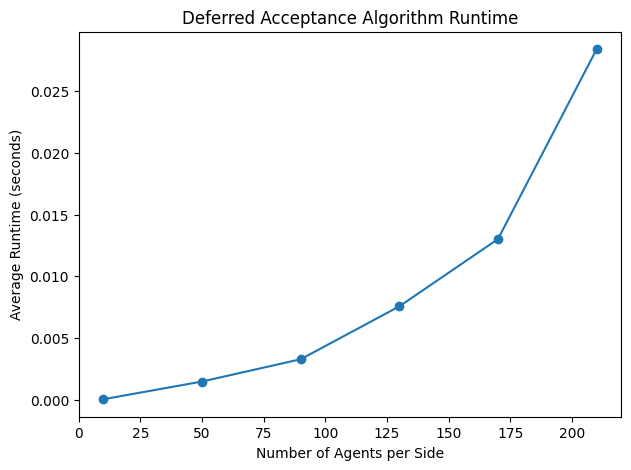 Deferred Acceptance Algorithm Runtime
Average Runtime (seconds)
0.025
0.020
0.015
0.010
0.005
0.000
0 25 50 75 100 125 150 175 200
Number of Agents per Side